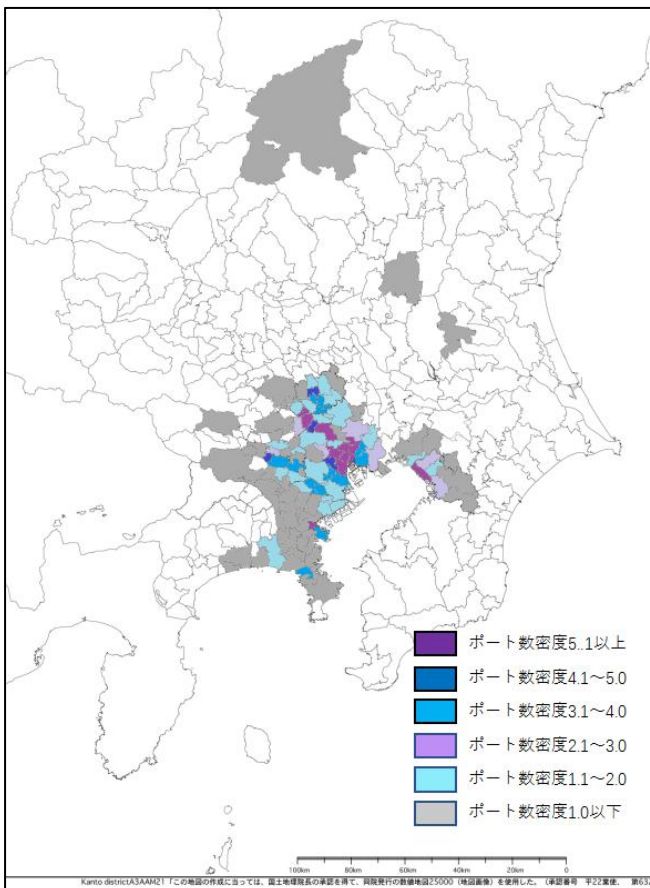 ポート数密度5..1以上
ポート数密度4.1～5.0
ポート数密度3.1～4.0
ポート数密度2.1～3.0
ポート数密度1.1～2.0
ポート数密度1.0以下
100km 80km 60km 40km 20km 0
Kanto districtA3AAM21「この地図の作成に当っては、国土地理院長の承認を得て、同院発行の数値地図25000（地図画像）を使用した。（承認番号 平22業使、 第63